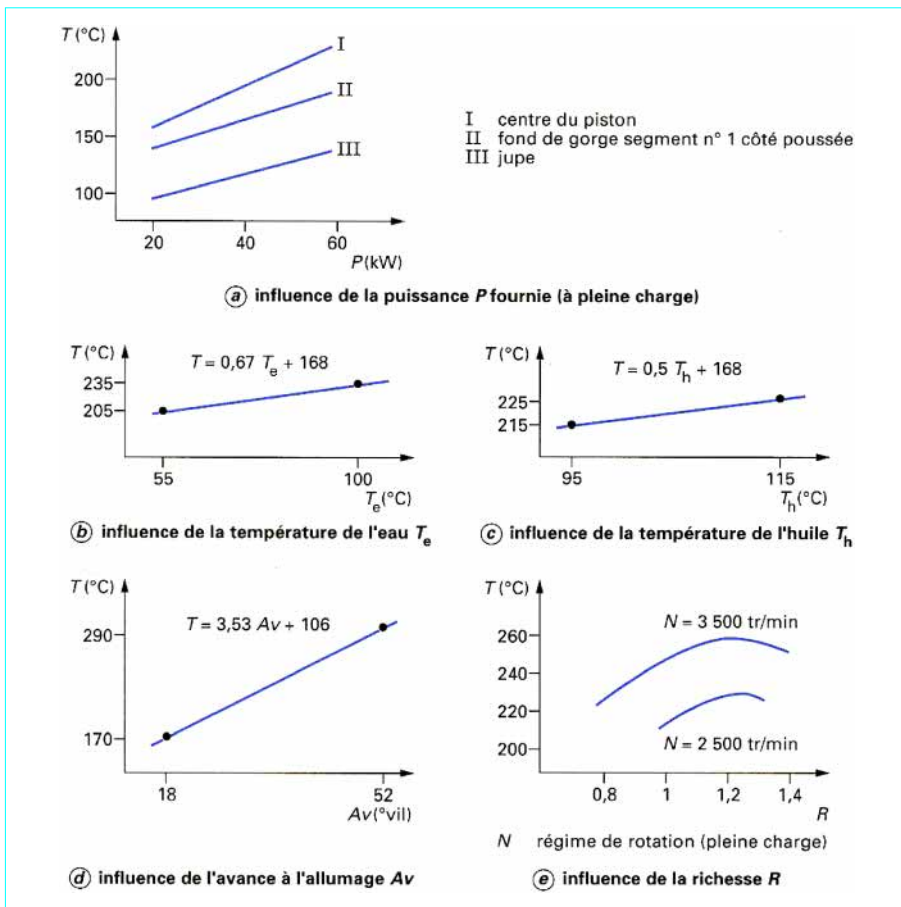 T (°C)
200
150
100
I
II
III
20 40 60
P (kW)
I centre du piston
II fond de gorge segment n° 1 côté poussée
III jupe
a influence de la puissance P fournie (à pleine charge)
T (°C)
T = 0,67 Te + 168
235
205
55 100
Te (°C)
b influence de la température de l'eau Te
T (°C)
T = 0,5 Th + 168
225
215
95 115
Th (°C)
c influence de la température de l'huile Th
T (°C)
T = 3,53 Av + 106
290
170
18 52
Av (°vil)
d influence de l'avance à l'allumage Av
T (°C)
N = 3 500 tr/min
260
240
220
200
N = 2 500 tr/min
0,8 1 1,2 1,4
R
N régime de rotation (pleine charge)
e influence de la richesse R